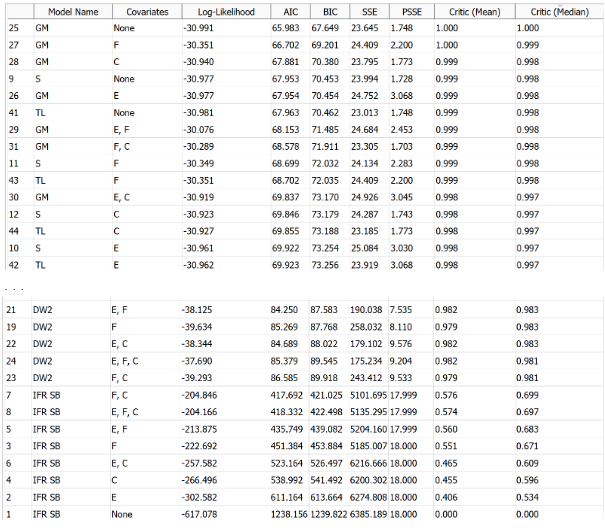 Model Name Covariates Log-Likelihood AIC BIC SSE PSSE Critic (Mean) Critic (Median)
25 GM None -30.991 65.983 67.649 23.645 1.748 1.000 1.000
27 GM F -30.351 66.702 69.201 24.409 2.200 1.000 0.999
28 GM C -30.940 67.881 70.380 23.795 1.773 0.999 0.998
9 S None -30.977 67.953 70.453 23.994 1.728 0.999 0.998
26 GM E -30.977 67.954 70.454 24.752 3.068 0.999 0.998
41 TL None -30.981 67.963 70.462 23.013 1.748 0.999 0.998
29 GM E, F -30.076 68.153 71.485 24.684 2.453 0.999 0.998
31 GM F, C -30.289 68.578 71.911 23.305 1.703 0.999 0.998
11 S F -30.349 68.699 72.032 24.134 2.283 0.999 0.998
43 TL F -30.351 68.702 72.035 24.409 2.200 0.999 0.998
30 GM E, C -30.919 69.837 73.170 24.926 3.045 0.998 0.997
12 S C -30.923 69.846 73.179 24.287 1.743 0.998 0.997
44 TL C -30.927 69.855 73.188 23.185 1.773 0.998 0.997
10 S E -30.961 69.922 73.254 25.084 3.030 0.998 0.997
42 TL E -30.962 69.923 73.256 23.919 3.068 0.998 0.997
. . .
21 DW2 E, F -38.125 84.250 87.583 190.038 7.535 0.982 0.983
19 DW2 F -39.634 85.269 87.768 258.032 8.110 0.979 0.983
22 DW2 E, C -38.344 84.689 88.022 179.102 9.576 0.982 0.983
24 DW2 E, F, C -37.690 85.379 89.545 175.234 9.204 0.982 0.981
23 DW2 F, C -39.293 86.585 89.918 243.412 9.533 0.979 0.981
7 IFR SB F, C -204.846 417.692 421.025 5101.695 17.999 0.576 0.699
8 IFR SB E, F, C -204.166 418.332 422.498 5135.295 17.999 0.574 0.697
5 IFR SB E, F -213.875 435.749 439.082 5204.160 17.999 0.560 0.683
3 IFR SB F -222.692 451.384 453.884 5185.007 18.000 0.551 0.671
6 IFR SB E, C -257.582 523.164 526.497 6216.666 18.000 0.465 0.609
4 IFR SB C -266.496 538.992 541.492 6200.302 18.000 0.455 0.596
2 IFR SB E -302.582 611.164 613.664 6274.808 18.000 0.406 0.534
1 IFR SB None -617.078 1238.156 1239.822 6385.189 18.000 0.000 0.000